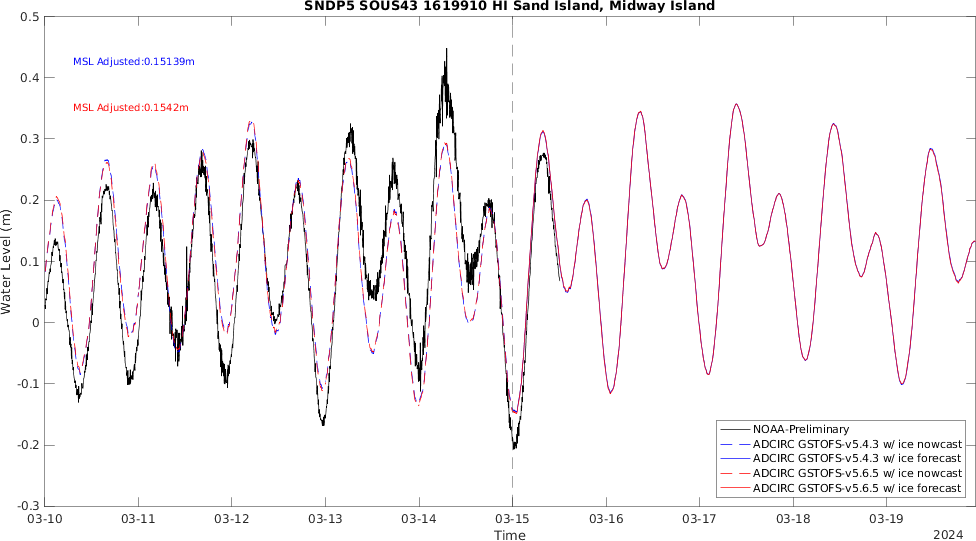 SNDP5 SOUS43 1619910 HI Sand Island, Midway Island
0.5
0.4
0.3
0.2
0.1
0
-0.1
-0.2
-0.3
Water Level (m)
MSL Adjusted:0.15139m
MSL Adjusted:0.1542m
NOAA-Preliminary
ADCIRC GSTOFS-v5.4.3 w/ ice nowcast
ADCIRC GSTOFS-v5.4.3 w/ ice forecast
ADCIRC GSTOFS-v5.6.5 w/ ice nowcast
ADCIRC GSTOFS-v5.6.5 w/ ice forecast
03-10 03-11 03-12 03-13 03-14 03-15 03-16 03-17 03-18 03-19
Time
2024